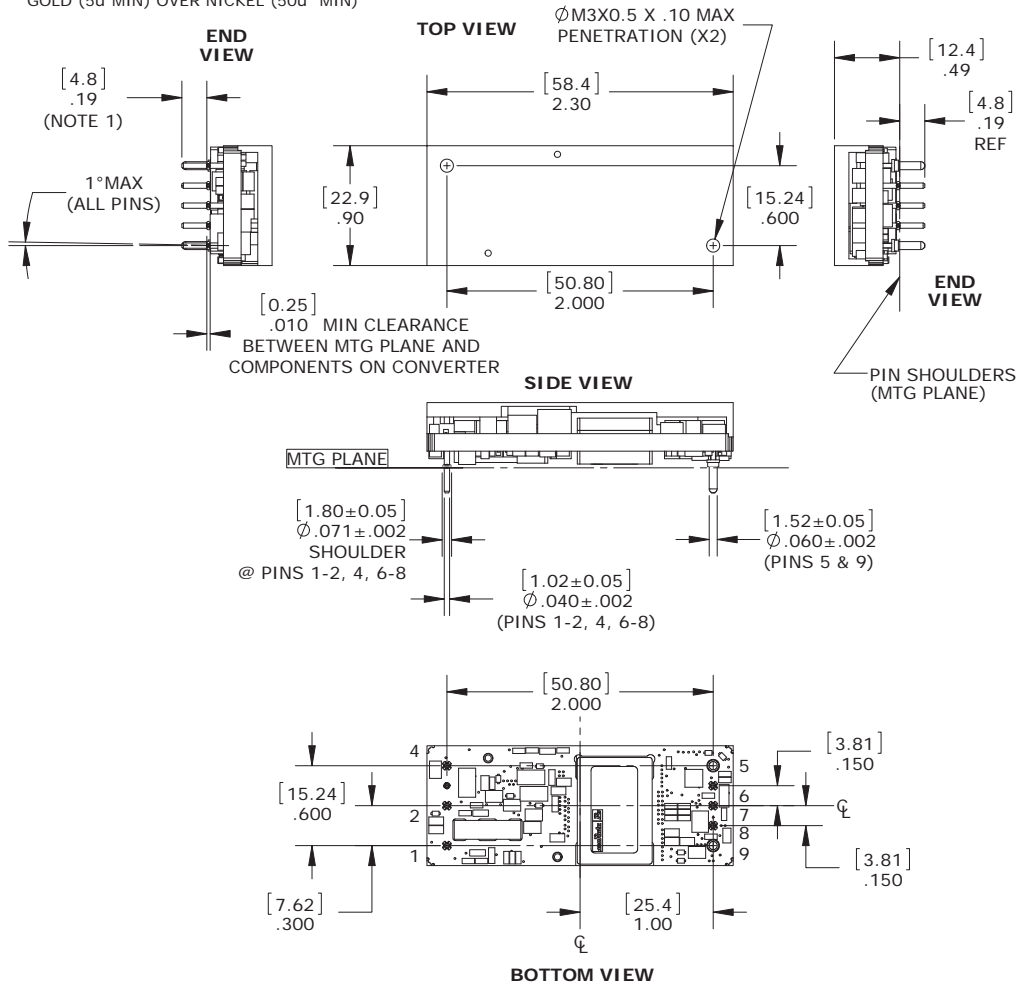 GOLD (5u" MIN) OVER NICKEL (50u" MIN)
END
VIEW
TOP VIEW
∅M3X0.5 X .10 MAX
PENETRATION (X2)
[4.8]
.19
(NOTE 1)
[58.4]
2.30
[12.4]
.49
[4.8]
.19
REF
1°MAX
(ALL PINS)
[22.9]
.90
[15.24]
.600
[50.80]
2.000
END
VIEW
[0.25]
.010 MIN CLEARANCE
BETWEEN MTG PLANE AND
COMPONENTS ON CONVERTER
PIN SHOULDERS
(MTG PLANE)
SIDE VIEW
MTG PLANE
[1.80±0.05]
∅.071±.002
SHOULDER
@ PINS 1-2, 4, 6-8
[1.52±0.05]
∅.060±.002
(PINS 5 & 9)
[1.02±0.05]
∅.040±.002
(PINS 1-2, 4, 6-8)
[50.80]
2.000
4
5
[3.81]
.150
[15.24]
.600
6
2
7
℄
8
1
9
[3.81]
.150
[7.62]
.300
[25.4]
1.00
℄
BOTTOM VIEW